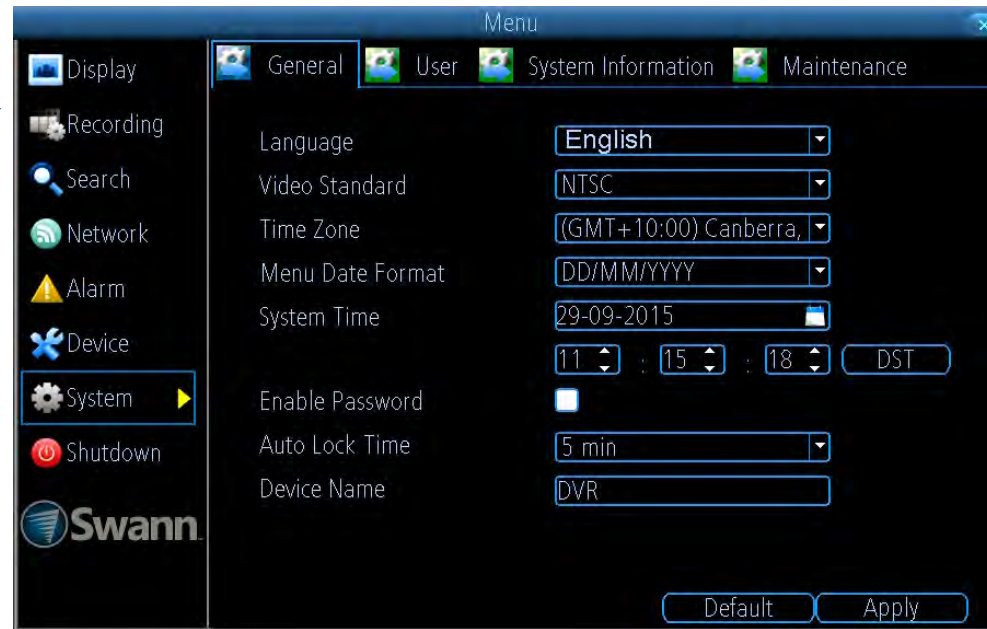 Menu
Display
Recording
Search
Network
Alarm
Device
System
Shutdown
Swann
General User System Information Maintenance
Language English
Video Standard NTSC
Time Zone (GMT+10:00) Canberra,
Menu Date Format DD/MM/YYYY
System Time 29-09-2015
11 : 15 : 18 DST
Enable Password
Auto Lock Time 5 min
Device Name DVR
Default Apply